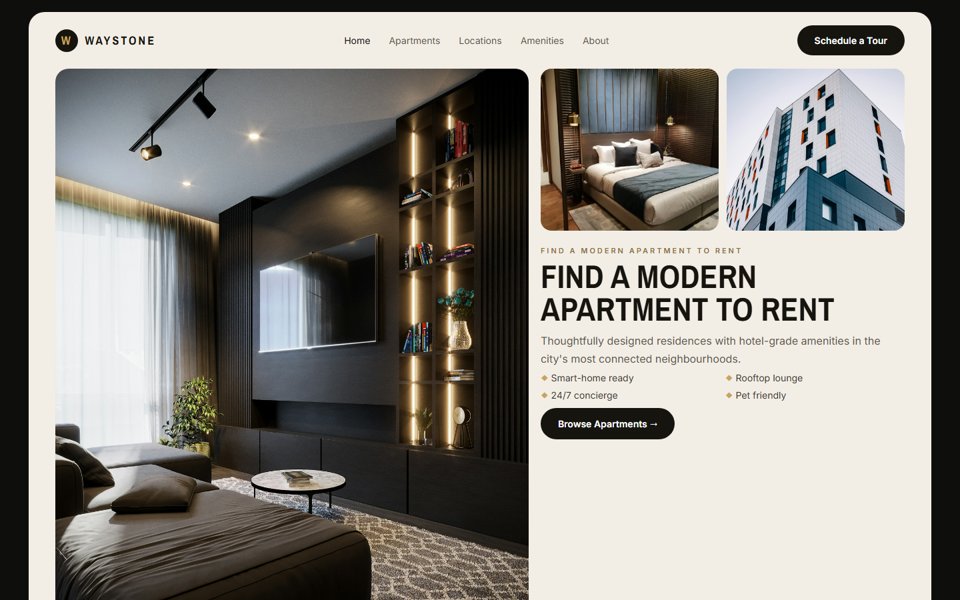 W WAYSTONE
Home Apartments Locations Amenities About
Schedule a Tour
FIND A MODERN APARTMENT TO RENT
FIND A MODERN
APARTMENT TO RENT
Thoughtfully designed residences with hotel-grade amenities in the
city's most connected neighbourhoods.
◆ Smart-home ready
◆ Rooftop lounge
◆ 24/7 concierge
◆ Pet friendly
Browse Apartments →